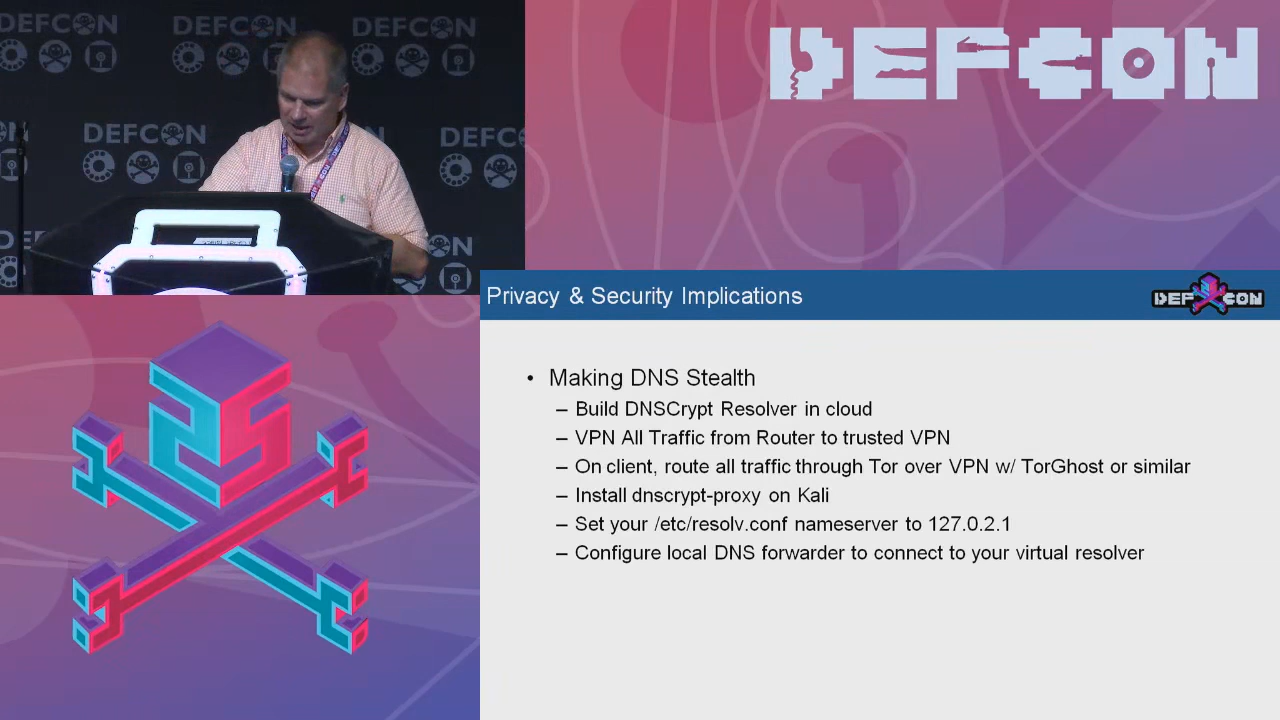 DEFCON
DEFCON
DEFCON
DEFCON
DEFCON
DEFCON
DEFCON
Privacy & Security Implications
DEF CON
• Making DNS Stealth
– Build DNSCrypt Resolver in cloud
– VPN All Traffic from Router to trusted VPN
– On client, route all traffic through Tor over VPN w/ TorGhost or similar
– Install dnscrypt-proxy on Kali
– Set your /etc/resolv.conf nameserver to 127.0.2.1
– Configure local DNS forwarder to connect to your virtual resolver